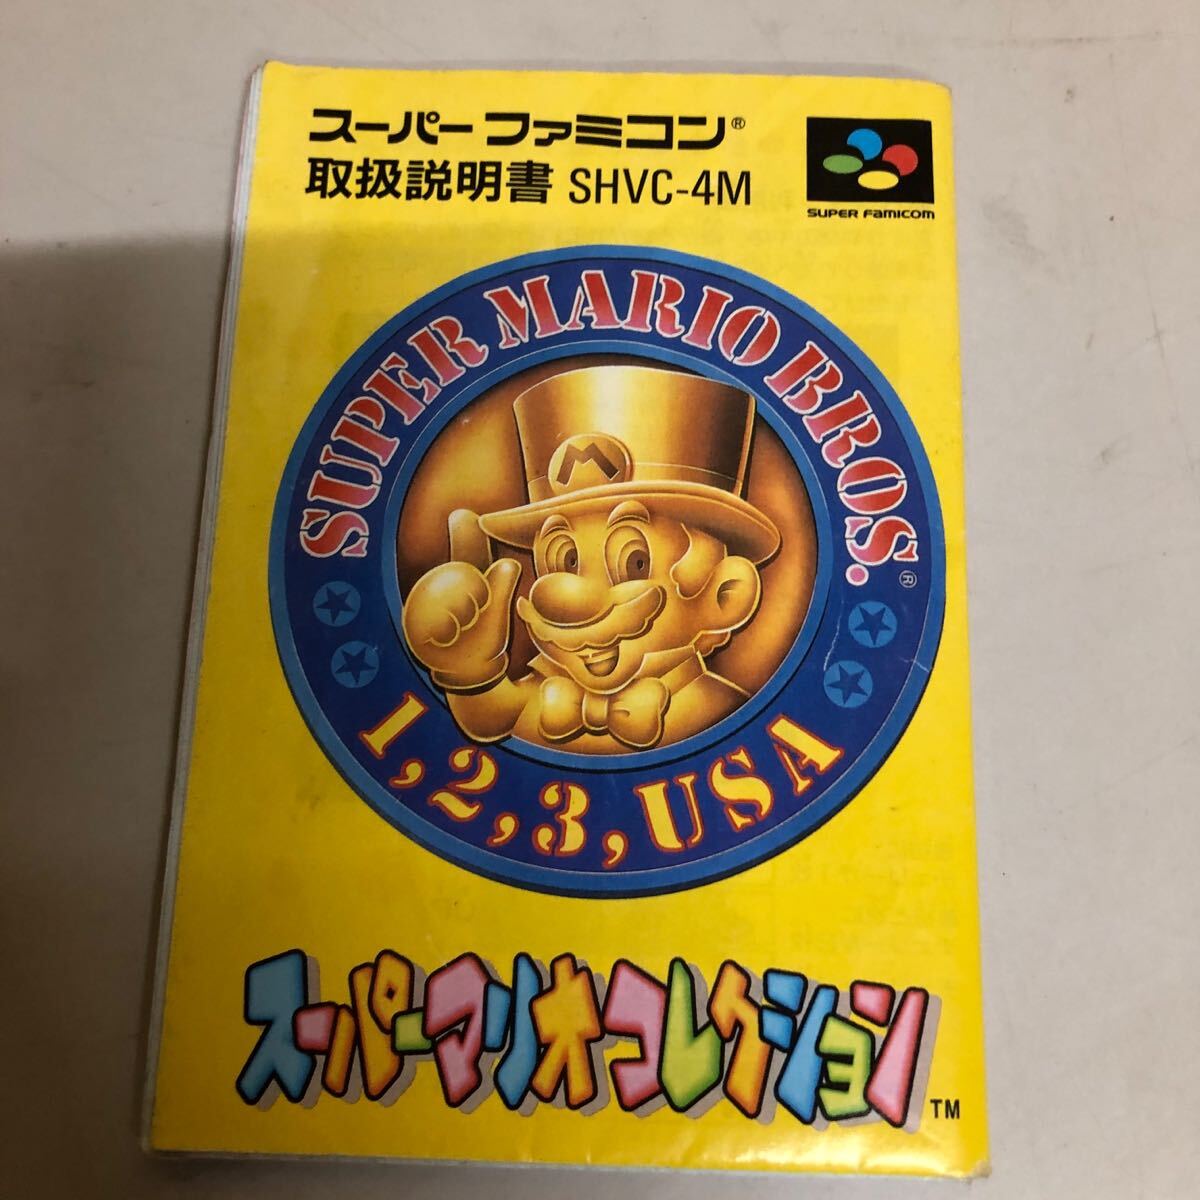 スーパーファミコン®
取扱説明書 SHVC-4M
SUPER FAMICOM
SUPER MARIO BROS.®
M
1, 2, 3, USA
スーパーマリオコレクション TM